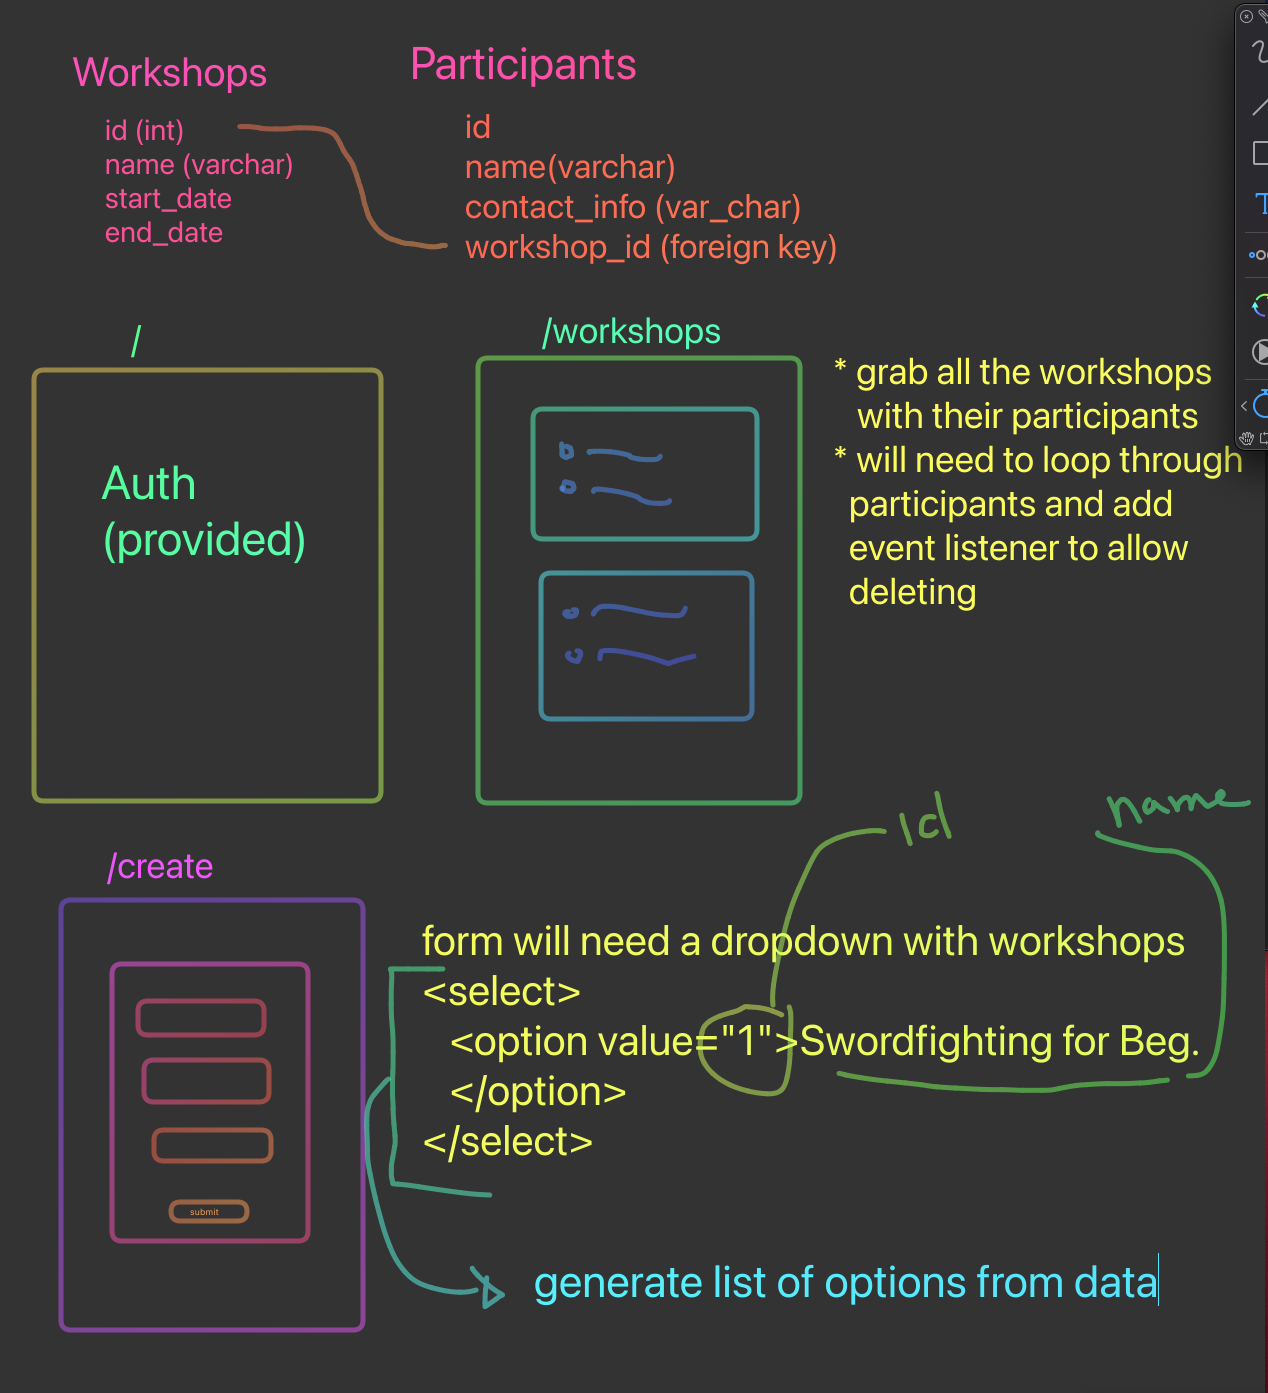 Workshops
id (int)
name (varchar)
start_date
end_date
Participants
id
name(varchar)
contact_info (var_char)
workshop_id (foreign key)
/
Auth
(provided)
/workshops
* grab all the workshops
with their participants
* will need to loop through
participants and add
event listener to allow
deleting
/create
submit
id
name
form will need a dropdown with workshops
<select>
<option value="1">Swordfighting for Beg.
</option>
</select>
generate list of options from data